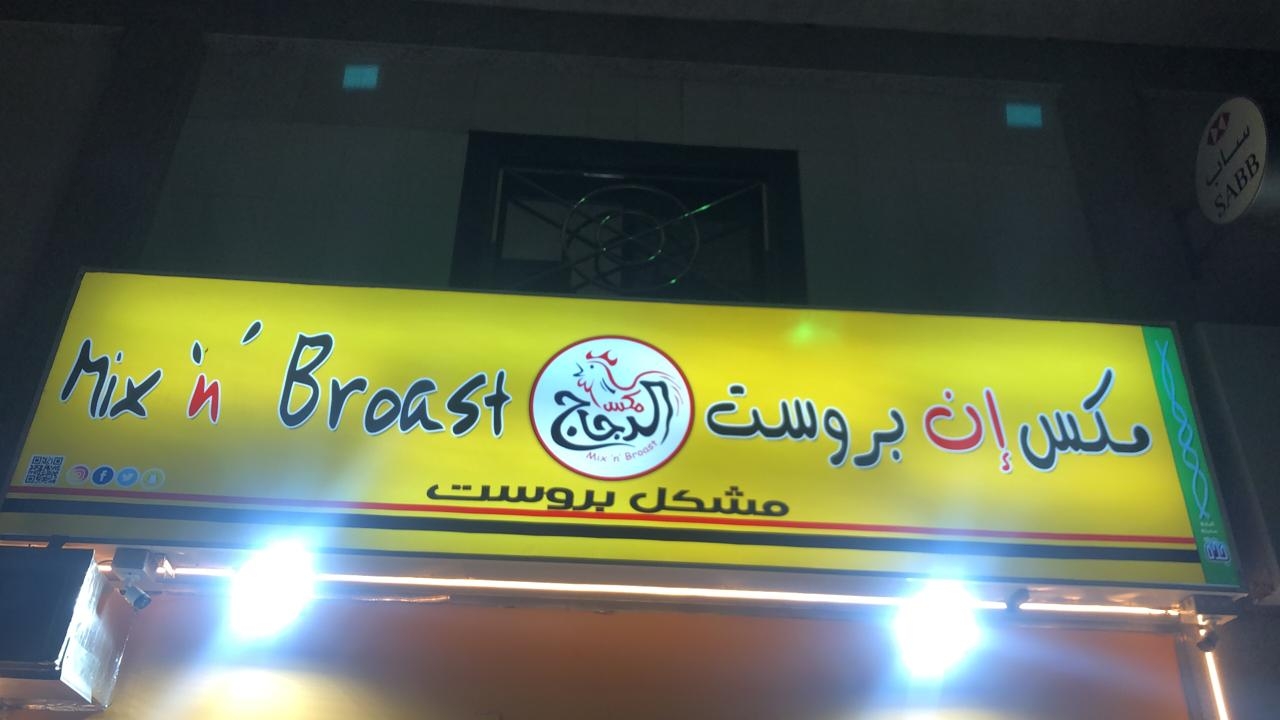 ساب
SABB
Mix 'n' Broast
مكس
الدجاج
Mix 'n' Broast
مكس إن بروست
مشكل بروست